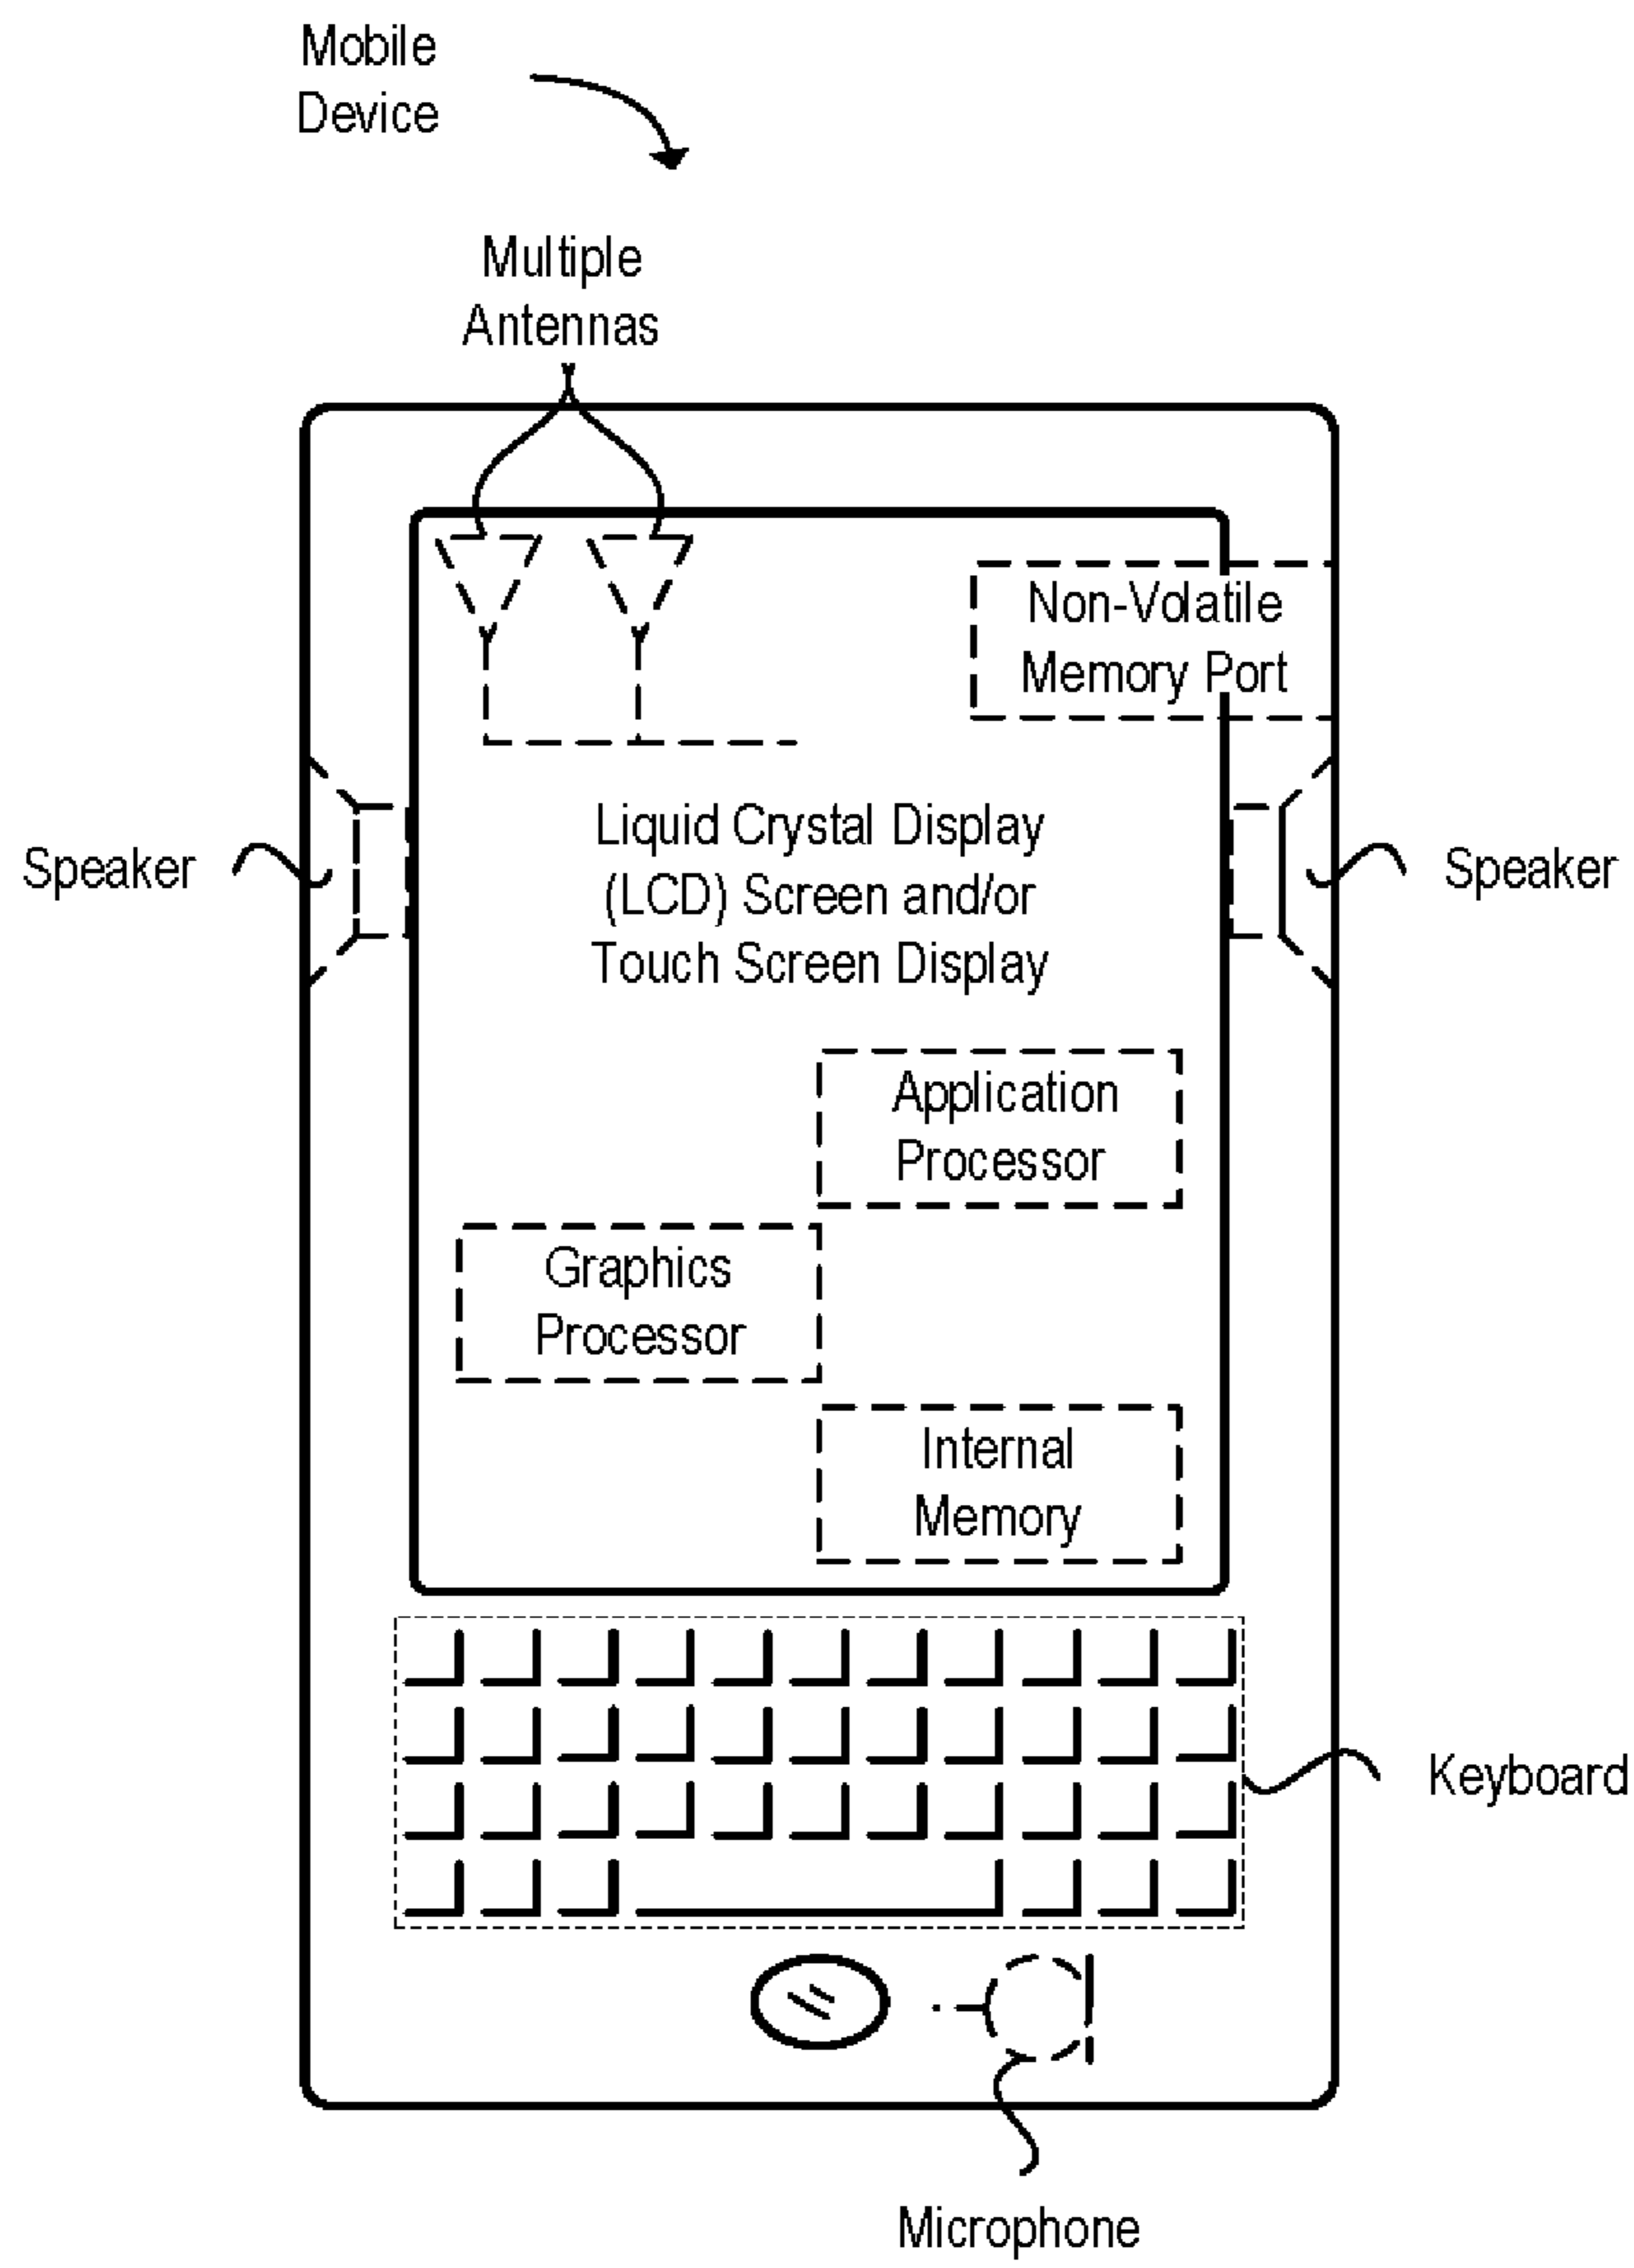 Mobile
Device
Multiple
Antennas
Non-Volatile
Memory Port
Speaker
Liquid Crystal Display
(LCD) Screen and/or
Touch Screen Display
Speaker
Application
Processor
Graphics
Processor
Internal
Memory
Keyboard
Microphone